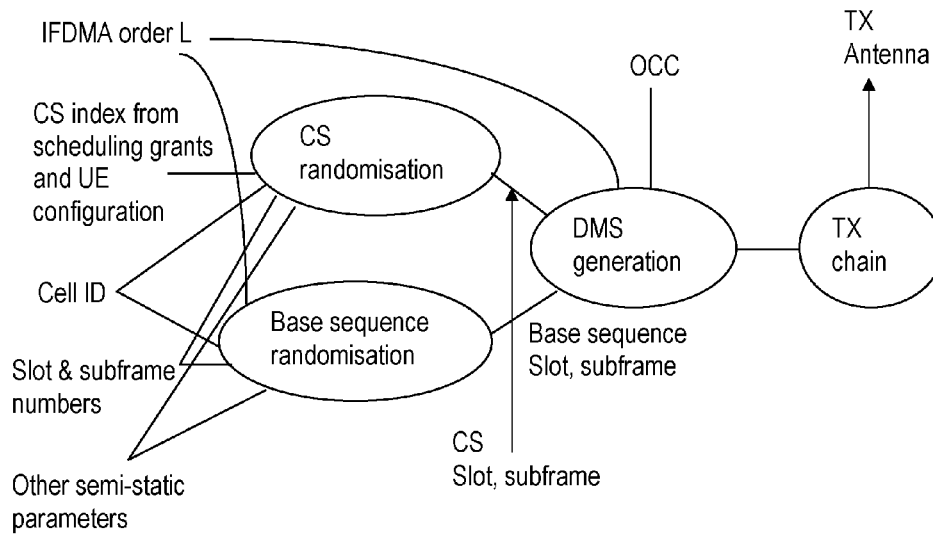 IFDMA order L
TX
Antenna
OCC
CS index from
scheduling grants
and UE
configuration
CS
randomisation
DMS
generation
TX
chain
Cell ID
Base sequence
randomisation
Base sequence
Slot, subframe
Slot & subframe
numbers
CS
Slot, subframe
Other semi-static
parameters